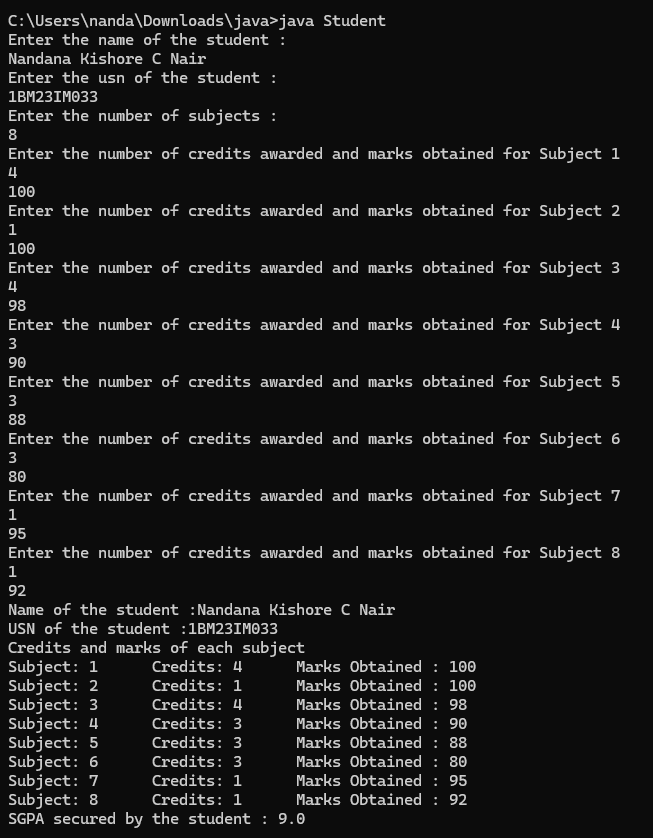 C:\Users\nanda\Downloads\java>java Student
Enter the name of the student :
Nandana Kishore C Nair
Enter the usn of the student :
1BM23IM033
Enter the number of subjects :
8
Enter the number of credits awarded and marks obtained for Subject 1
4
100
Enter the number of credits awarded and marks obtained for Subject 2
1
100
Enter the number of credits awarded and marks obtained for Subject 3
4
98
Enter the number of credits awarded and marks obtained for Subject 4
3
90
Enter the number of credits awarded and marks obtained for Subject 5
3
88
Enter the number of credits awarded and marks obtained for Subject 6
3
80
Enter the number of credits awarded and marks obtained for Subject 7
1
95
Enter the number of credits awarded and marks obtained for Subject 8
1
92
Name of the student :Nandana Kishore C Nair
USN of the student :1BM23IM033
Credits and marks of each subject
Subject: 1      Credits: 4      Marks Obtained : 100
Subject: 2      Credits: 1      Marks Obtained : 100
Subject: 3      Credits: 4      Marks Obtained : 98
Subject: 4      Credits: 3      Marks Obtained : 90
Subject: 5      Credits: 3      Marks Obtained : 88
Subject: 6      Credits: 3      Marks Obtained : 80
Subject: 7      Credits: 1      Marks Obtained : 95
Subject: 8      Credits: 1      Marks Obtained : 92
SGPA secured by the student : 9.0